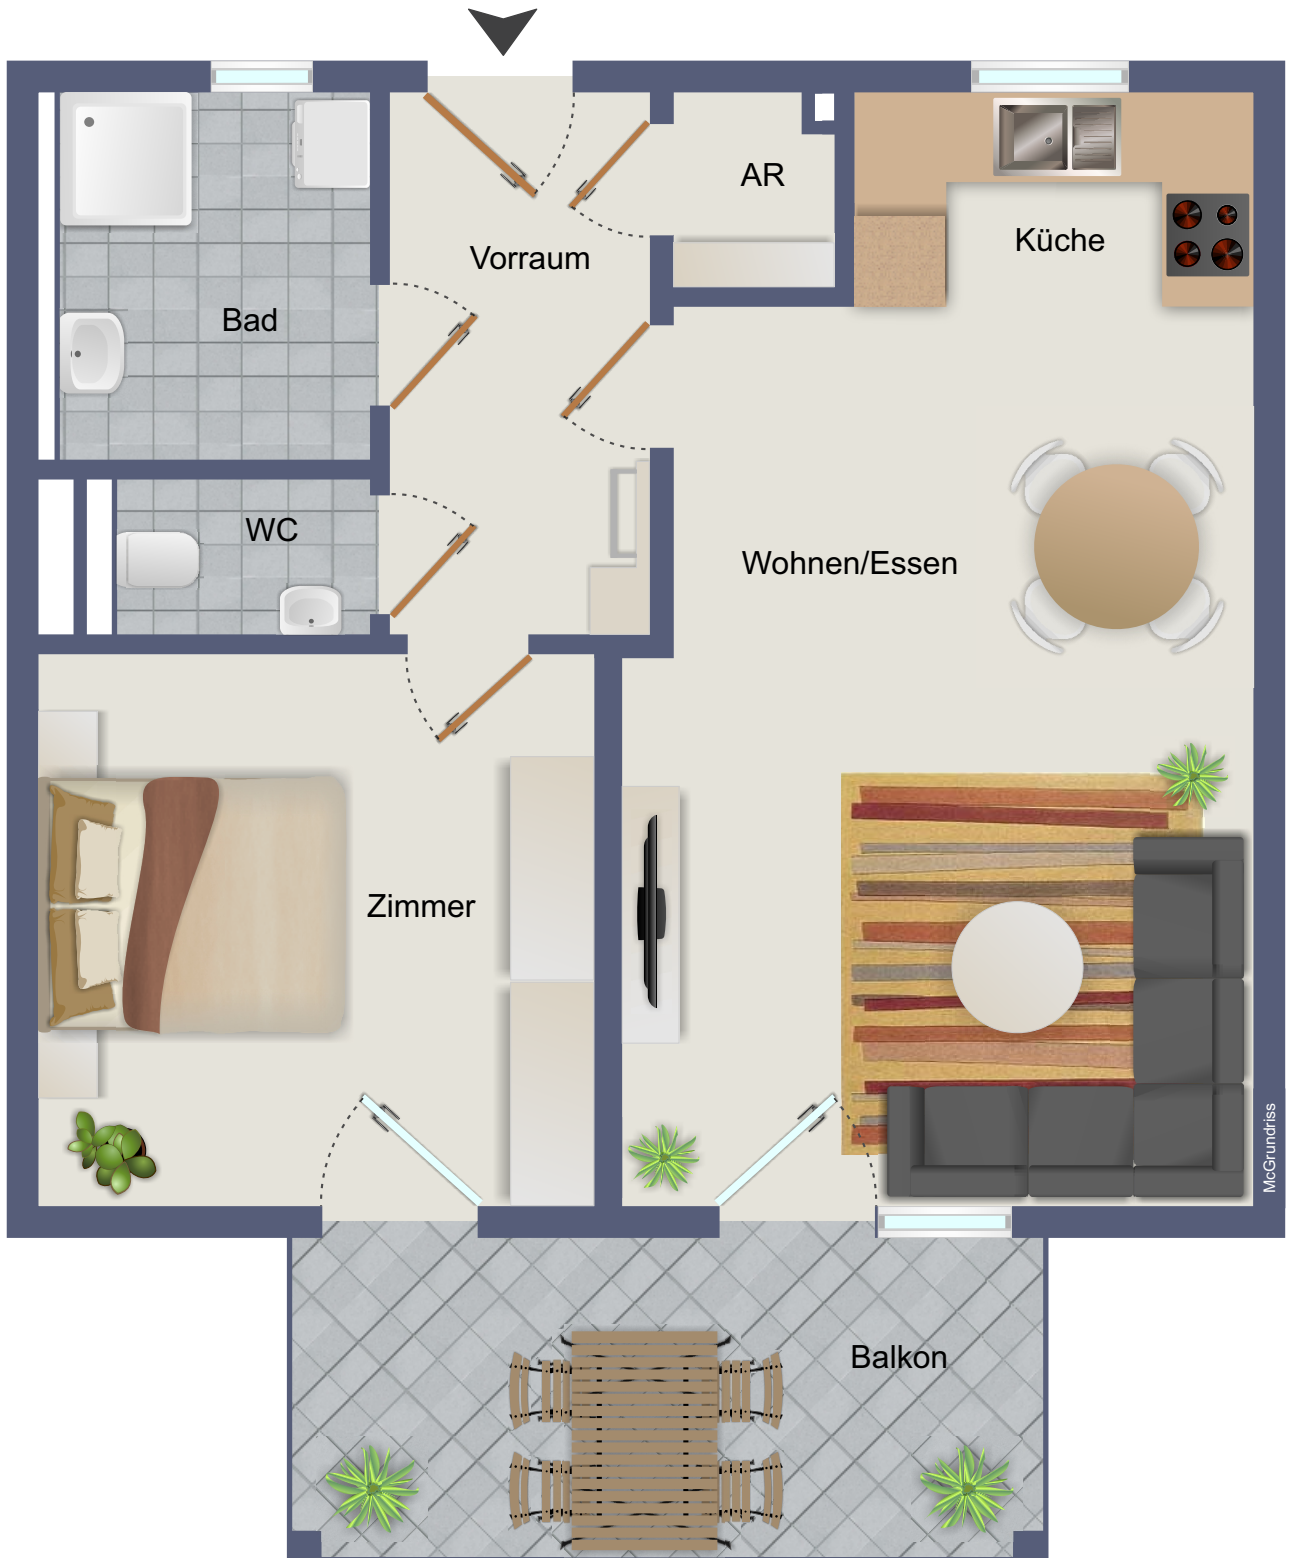 AR
Küche
Vorraum
Bad
WC
Wohnen/Essen
Zimmer
McGrundriss
Balkon